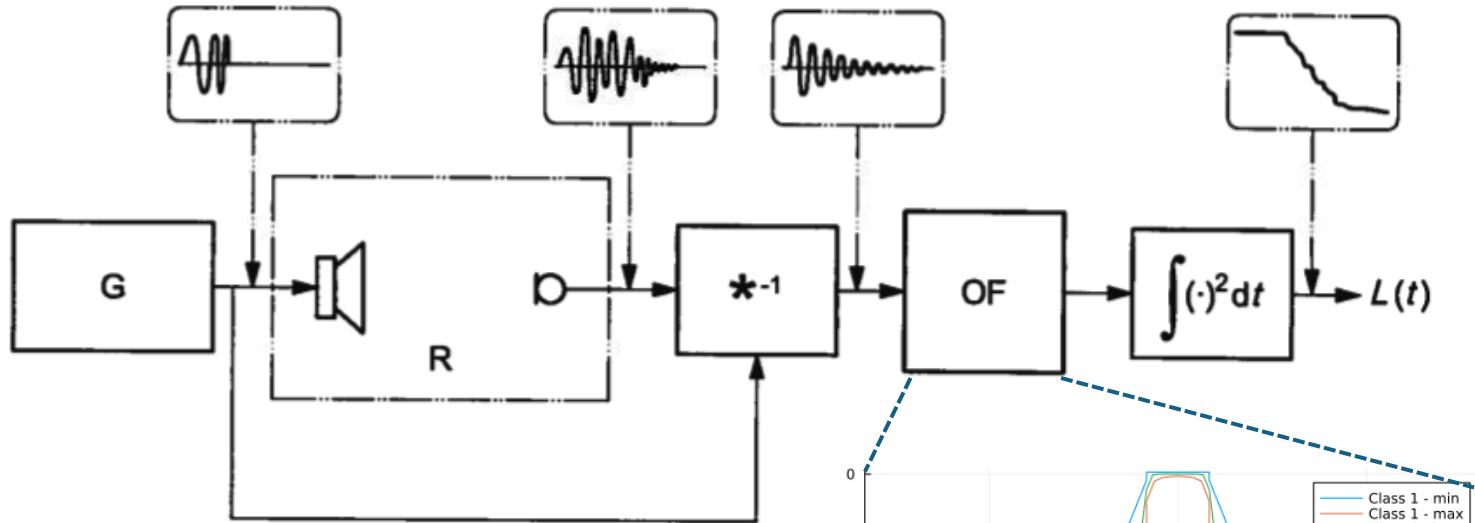 G
R
*-1
OF
∫(·)²dt
L(t)
0
Class 1 - min
Class 1 - max